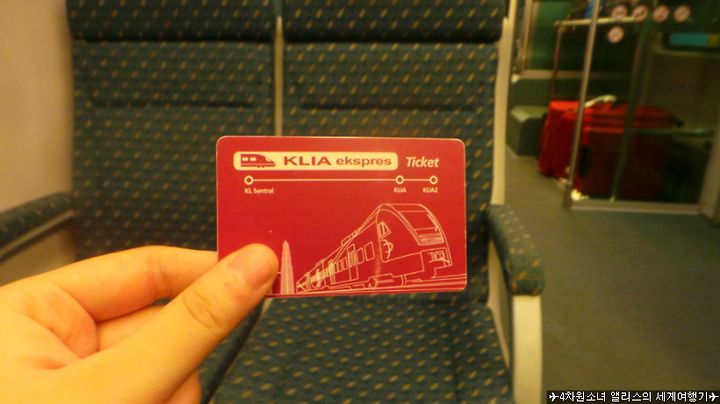 KLIA ekspres Ticket
KL Sentral KLIA KLIA2
✈4차원소녀 앨리스의 세계여행기✈